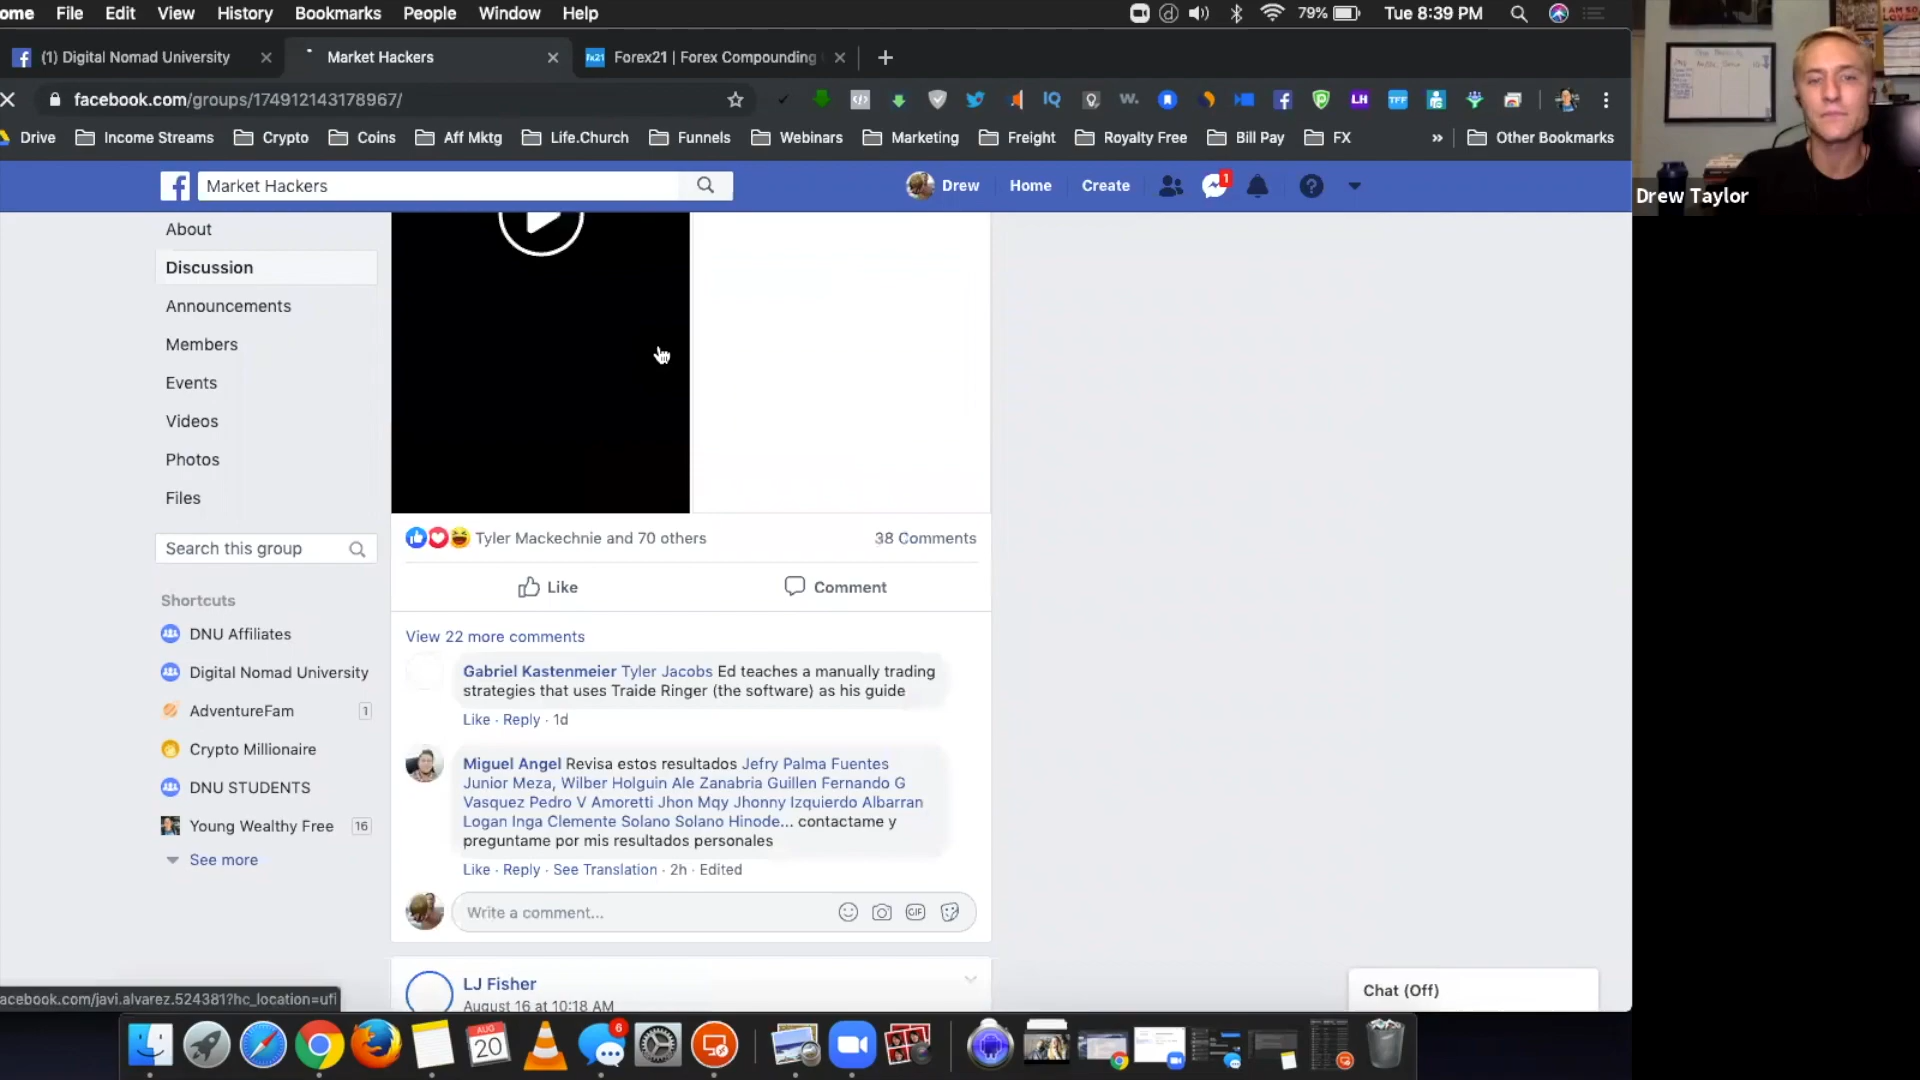 ome File Edit View History Bookmarks People Window Help 79% Tue 8:39 PM
(1) Digital Nomad University Market Hackers Forex21 | Forex Compounding
facebook.com/groups/174912143178967/
Drive Income Streams Crypto Coins Aff Mktg Life.Church Funnels Webinars Marketing Freight Royalty Free Bill Pay FX » Other Bookmarks
Market Hackers Drew Home Create 1
Drew Taylor
About
Discussion
Announcements
Members
Events
Videos
Photos
Files
Search this group
Shortcuts
DNU Affiliates
Digital Nomad University
AdventureFam 1
Crypto Millionaire
DNU STUDENTS
Young Wealthy Free 16
See more
Tyler Mackechnie and 70 others 38 Comments
Like Comment
View 22 more comments
Gabriel Kastenmeier Tyler Jacobs Ed teaches a manually trading
strategies that uses Traide Ringer (the software) as his guide
Like · Reply · 1d
Miguel Angel Revisa estos resultados Jefry Palma Fuentes
Junior Meza, Wilber Holguin Ale Zanabria Guillen Fernando G
Vasquez Pedro V Amoretti Jhon Mqy Jhonny Izquierdo Albarran
Logan Inga Clemente Solano Solano Hinode... contactame y
preguntame por mis resultados personales
Like · Reply · See Translation · 2h · Edited
Write a comment... GIF
LJ Fisher
August 16 at 10:18 AM
Chat (Off)
acebook.com/javi.alvarez.524381?hc_location=ufi
AUG
20
6